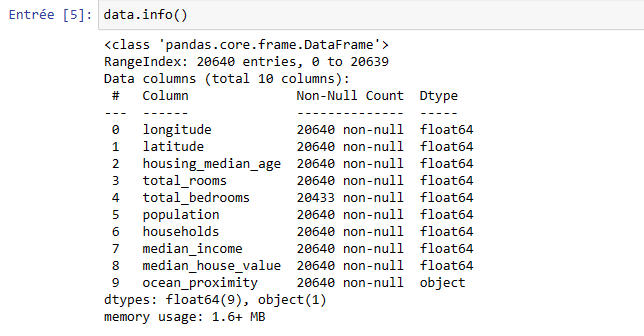 Entrée [5]: data.info()
<class 'pandas.core.frame.DataFrame'>
RangeIndex: 20640 entries, 0 to 20639
Data columns (total 10 columns):
 #   Column              Non-Null Count  Dtype
---  ------              --------------  -----
 0   longitude           20640 non-null  float64
 1   latitude            20640 non-null  float64
 2   housing_median_age  20640 non-null  float64
 3   total_rooms         20640 non-null  float64
 4   total_bedrooms      20433 non-null  float64
 5   population          20640 non-null  float64
 6   households          20640 non-null  float64
 7   median_income       20640 non-null  float64
 8   median_house_value  20640 non-null  float64
 9   ocean_proximity     20640 non-null  object
dtypes: float64(9), object(1)
memory usage: 1.6+ MB